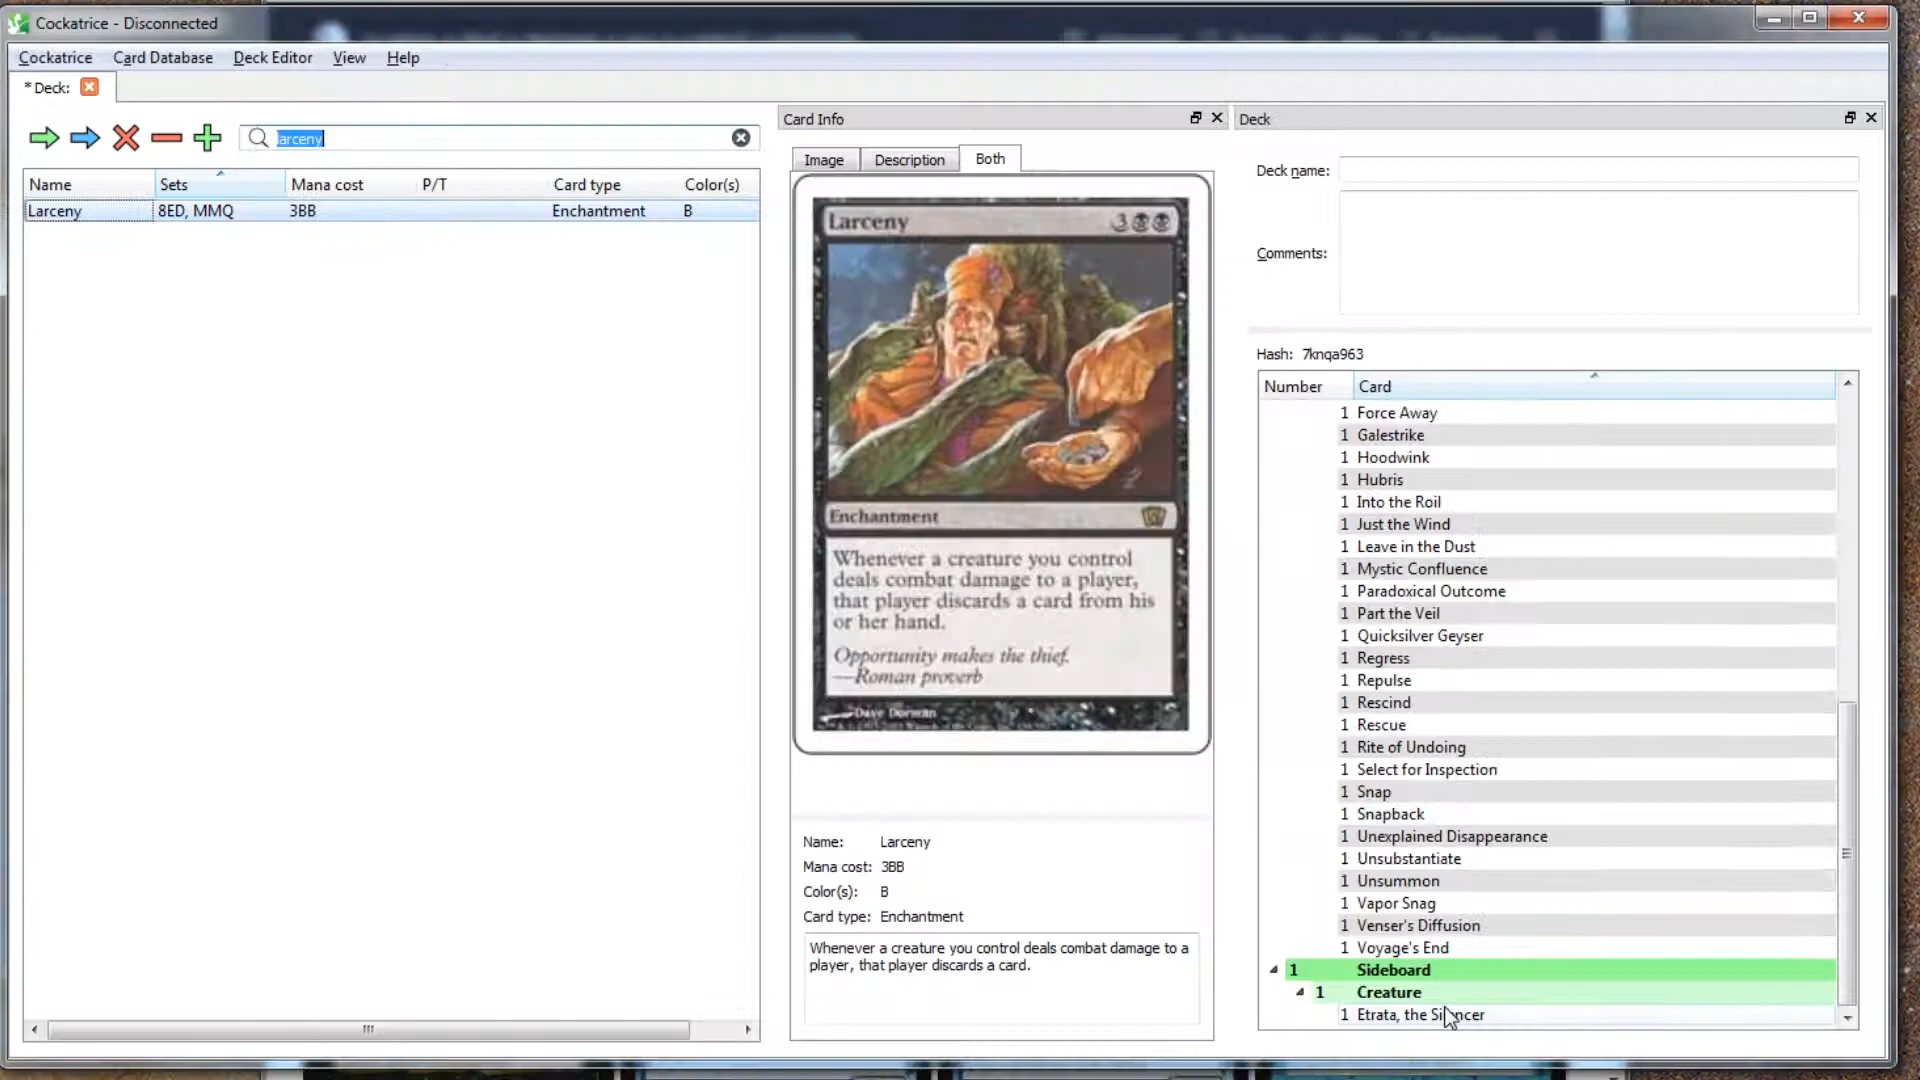 Cockatrice - Disconnected
Cockatrice Card Database Deck Editor View Help
* Deck:
larceny
Name Sets Mana cost P/T Card type Color(s)
Larceny 8ED, MMQ 3BB Enchantment B
Card Info
Image Description Both
Larceny 3
Enchantment
Whenever a creature you control
deals combat damage to a player,
that player discards a card from his
or her hand.
Opportunity makes the thief.
—Roman proverb
Dave Dorman
Name: Larceny
Mana cost: 3BB
Color(s): B
Card type: Enchantment
Whenever a creature you control deals combat damage to a
player, that player discards a card.
Deck
Deck name:
Comments:
Hash: 7knqa963
Number Card
1 Force Away
1 Galestrike
1 Hoodwink
1 Hubris
1 Into the Roil
1 Just the Wind
1 Leave in the Dust
1 Mystic Confluence
1 Paradoxical Outcome
1 Part the Veil
1 Quicksilver Geyser
1 Regress
1 Repulse
1 Rescind
1 Rescue
1 Rite of Undoing
1 Select for Inspection
1 Snap
1 Snapback
1 Unexplained Disappearance
1 Unsubstantiate
1 Unsummon
1 Vapor Snag
1 Venser's Diffusion
1 Voyage's End
1 Sideboard
1 Creature
1 Etrata, the Silencer